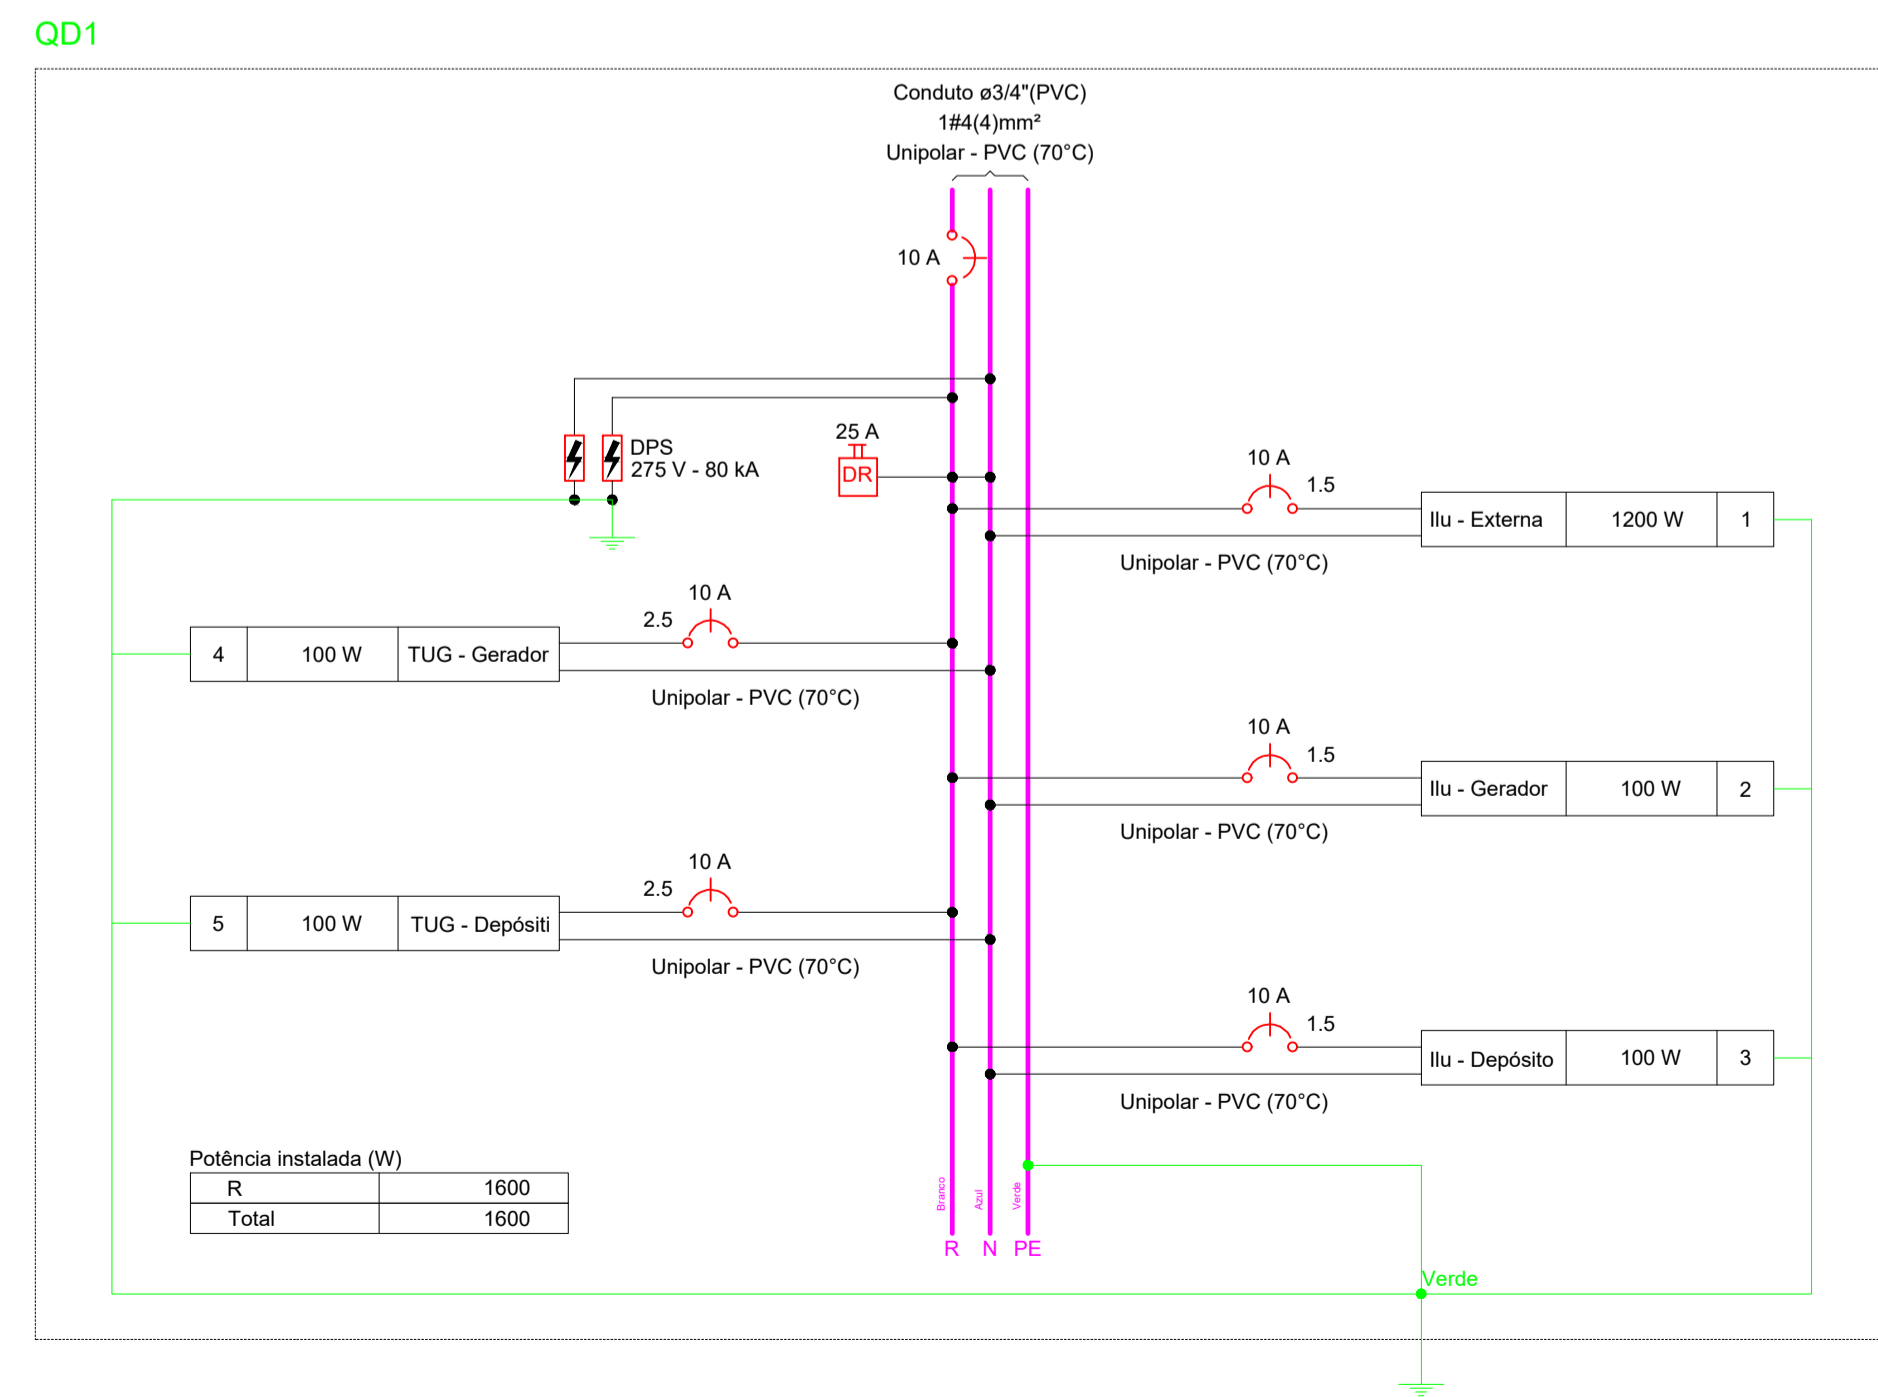 QD1
Conduto ø3/4"(PVC)
1#4(4)mm²
Unipolar - PVC (70°C)
10 A
DPS
275 V - 80 kA
25 A
DR
10 A
1.5
Ilu - Externa 1200 W 1
Unipolar - PVC (70°C)
10 A
2.5
4 100 W TUG - Gerador
Unipolar - PVC (70°C)
10 A
1.5
Ilu - Gerador 100 W 2
Unipolar - PVC (70°C)
10 A
2.5
5 100 W TUG - Depósiti
Unipolar - PVC (70°C)
10 A
1.5
Ilu - Depósito 100 W 3
Unipolar - PVC (70°C)
Potência instalada (W)
R 1600
Total 1600
Branco
Azul
Verde
R N PE
Verde